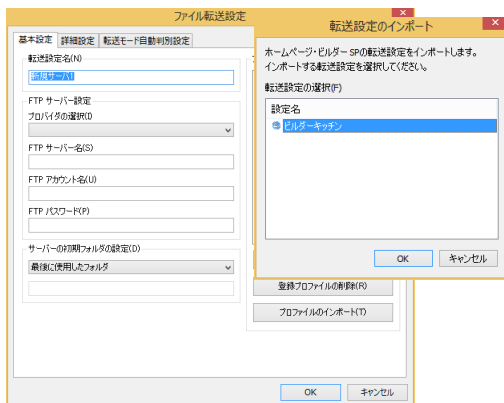 ファイル転送設定
基本設定 詳細設定 転送モード自動判別設定
転送設定名(N)
新規サーバ1
FTP サーバー設定
プロバイダの選択(I)
FTP サーバー名(S)
FTP アカウント名(U)
FTP パスワード(P)
サーバーの初期フォルダの設定(D)
最後に使用したフォルダ
登録プロファイルの削除(R)
プロファイルのインポート(T)
OK キャンセル
転送設定のインポート
ホームページ・ビルダー SPの転送設定をインポートします。
インポートする転送設定を選択してください。
転送設定の選択(F)
設定名
ビルダーキッチン
OK キャンセル